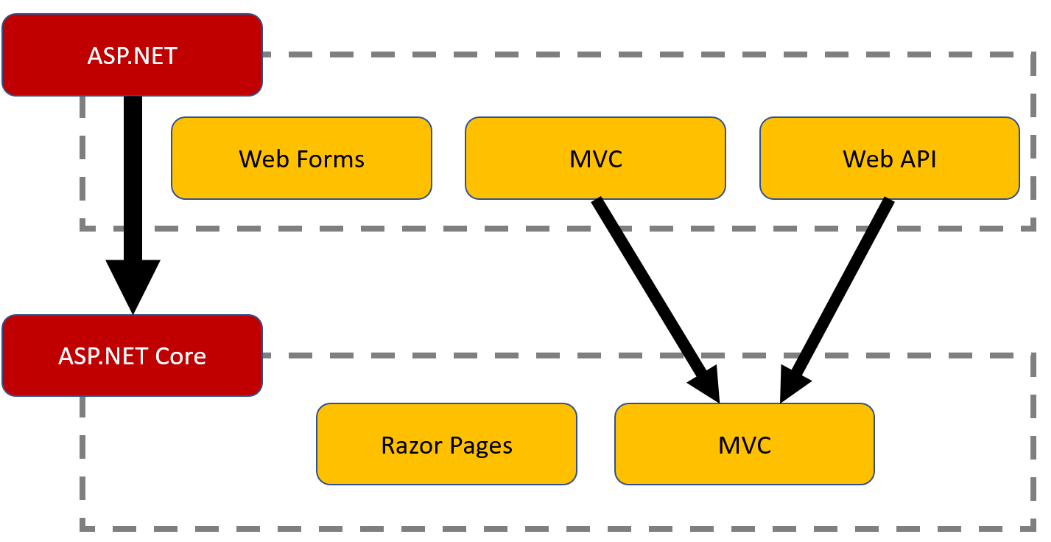 ASP.NET
Web Forms
MVC
Web API
ASP.NET Core
Razor Pages
MVC